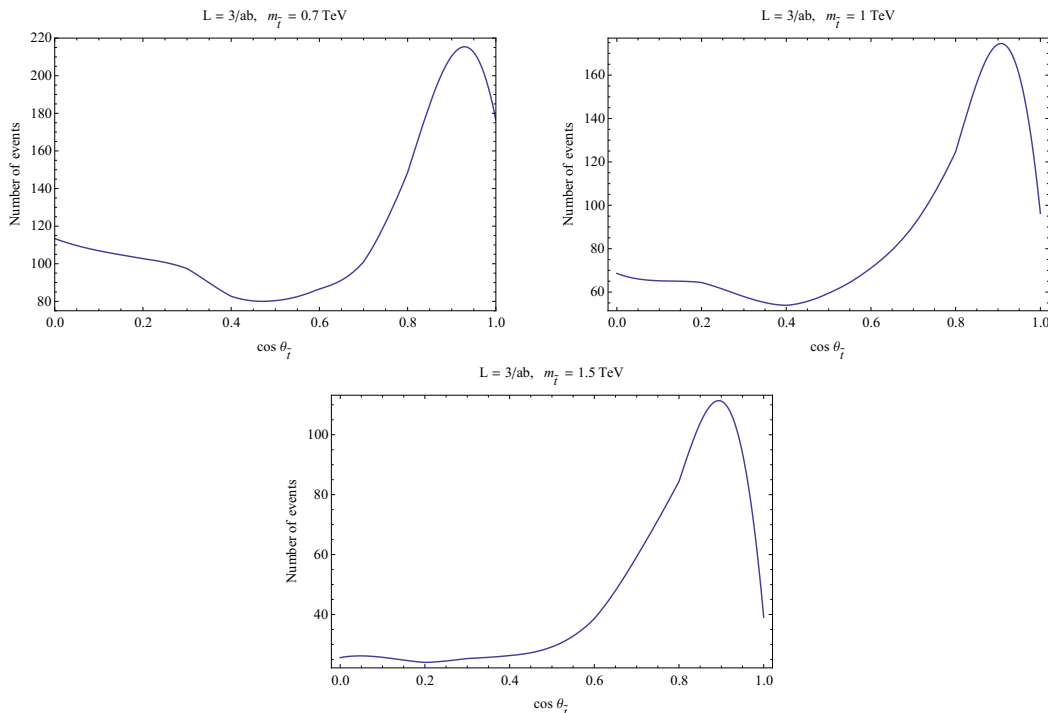 L = 3/ab, m_t̃ = 0.7 TeV
Number of events
220
200
180
160
140
120
100
80
0.0 0.2 0.4 0.6 0.8 1.0
cos θ_t̃
L = 3/ab, m_t̃ = 1 TeV
Number of events
160
140
120
100
80
60
0.0 0.2 0.4 0.6 0.8 1.0
cos θ_t̃
L = 3/ab, m_t̃ = 1.5 TeV
Number of events
100
80
60
40
0.0 0.2 0.4 0.6 0.8 1.0
cos θ_t̃